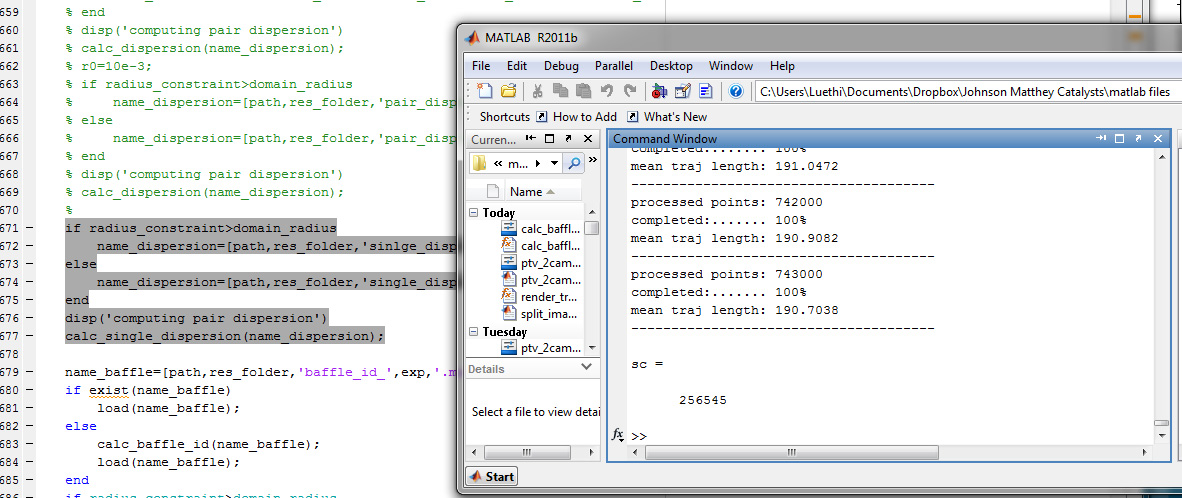 659 % end
660 % disp('computing pair dispersion')
661 % calc_dispersion(name_dispersion);
662 % r0=10e-3;
663 % if radius_constraint>domain_radius
664 % name_dispersion=[path,res_folder,'pair_disp
665 % else
666 % name_dispersion=[path,res_folder,'pair_disp
667 % end
668 % disp('computing pair dispersion')
669 % calc_dispersion(name_dispersion);
670 %
671 – if radius_constraint>domain_radius
672 – name_dispersion=[path,res_folder,'sinlge_disp
673 – else
674 – name_dispersion=[path,res_folder,'single_disp
675 – end
676 – disp('computing pair dispersion')
677 – calc_single_dispersion(name_dispersion);
678
679 – name_baffle=[path,res_folder,'baffle_id_',exp,'.m
680 – if exist(name_baffle)
681 – load(name_baffle);
682 – else
683 – calc_baffle_id(name_baffle);
684 – load(name_baffle);
685 – end
686 – if radius_constraint>domain_radius
MATLAB R2011b
File Edit Debug Parallel Desktop Window Help
C:\Users\Luethi\Documents\Dropbox\Johnson Matthey Catalysts\matlab files
Shortcuts How to Add What's New
Curren...
« m...
»
Name
Today
calc_baffl...
calc_baffl...
ptv_2cam...
ptv_2cam...
render_tr...
split_ima...
Tuesday
ptv_2cam...
Details
Select a file to view detai
Start
Command Window
completed:....... 100%
mean traj length: 191.0472
-------------------------------------
processed points: 742000
completed:....... 100%
mean traj length: 190.9082
-------------------------------------
processed points: 743000
completed:....... 100%
mean traj length: 190.7038
-------------------------------------
sc =
256545
fx >>